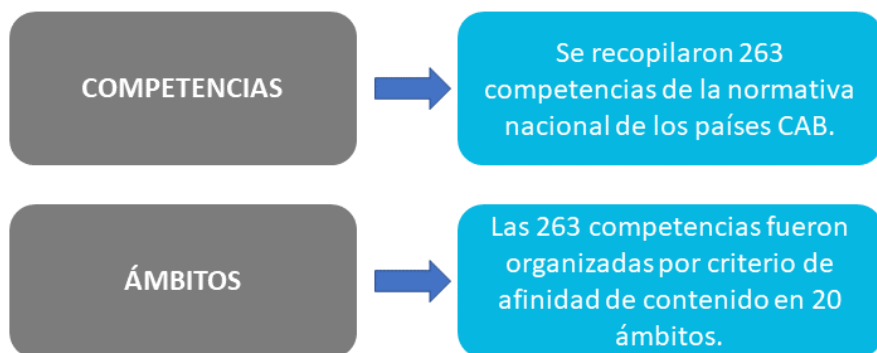 COMPETENCIAS
Se recopilaron 263
competencias de la normativa
nacional de los países CAB.
ÁMBITOS
Las 263 competencias fueron
organizadas por criterio de
afinidad de contenido en 20
ámbitos.